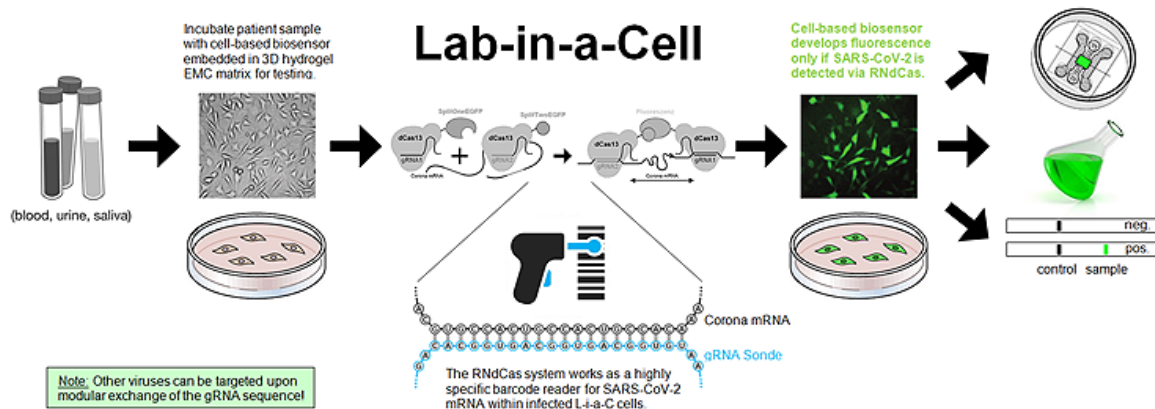 Lab-in-a-Cell
Incubate patient sample
with cell-based biosensor
embedded in 3D hydrogel
EMC matrix for testing.
(blood, urine, saliva)
SplitOneEGFP
dCas13
gRNA1
Corona mRNA
+
SplitTwoEGFP
dCas13
gRNA2
dCas13
gRNA2
dCas13
gRNA1
Corona mRNA
Cell-based biosensor
develops fluorescence
only if SARS-CoV-2 is
detected via RNdCas.
neg.
pos.
control sample
Corona mRNA
gRNA Sonde
The RNdCas system works as a highly
specific barcode reader for SARS-CoV-2
mRNA within infected L-i-a-C cells.
Note: Other viruses can be targeted upon
modular exchange of the gRNA sequence!